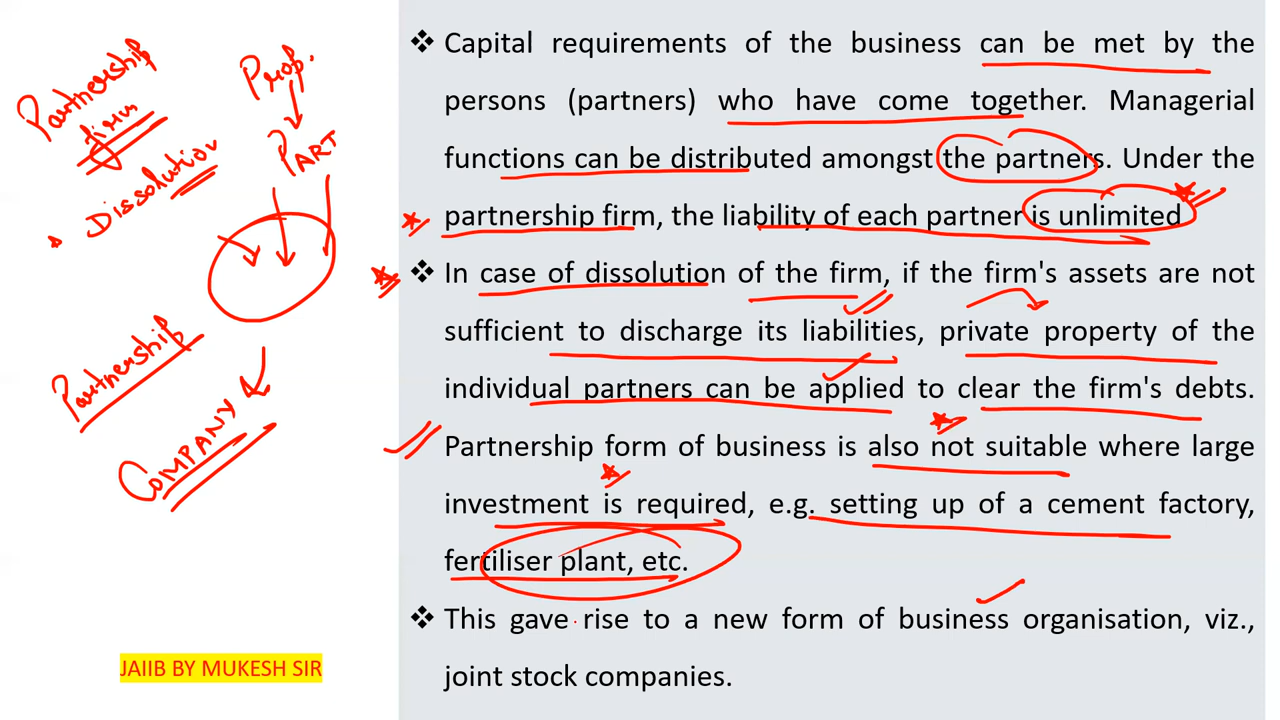 Partnership
firm
Dissolution
Prop.
PART
Partnership
COMPANY
JAIIB BY MUKESH SIR
❖ Capital requirements of the business can be met by the
persons (partners) who have come together. Managerial
functions can be distributed amongst the partners. Under the
partnership firm, the liability of each partner is unlimited
❖ In case of dissolution of the firm, if the firm's assets are not
sufficient to discharge its liabilities, private property of the
individual partners can be applied to clear the firm's debts.
Partnership form of business is also not suitable where large
investment is required, e.g. setting up of a cement factory,
fertiliser plant, etc.
❖ This gave rise to a new form of business organisation, viz.,
joint stock companies.